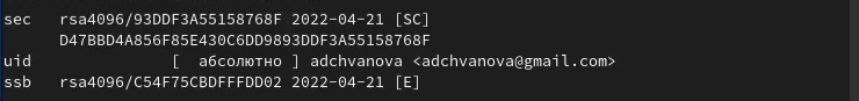 sec rsa4096/93DDF3A55158768F 2022-04-21 [SC]
D47BBD4A856F85E430C6DD9893DDF3A55158768F
uid [ абсолютно ] adchvanova <adchvanova@gmail.com>
ssb rsa4096/C54F75CBDFFFDD02 2022-04-21 [E]